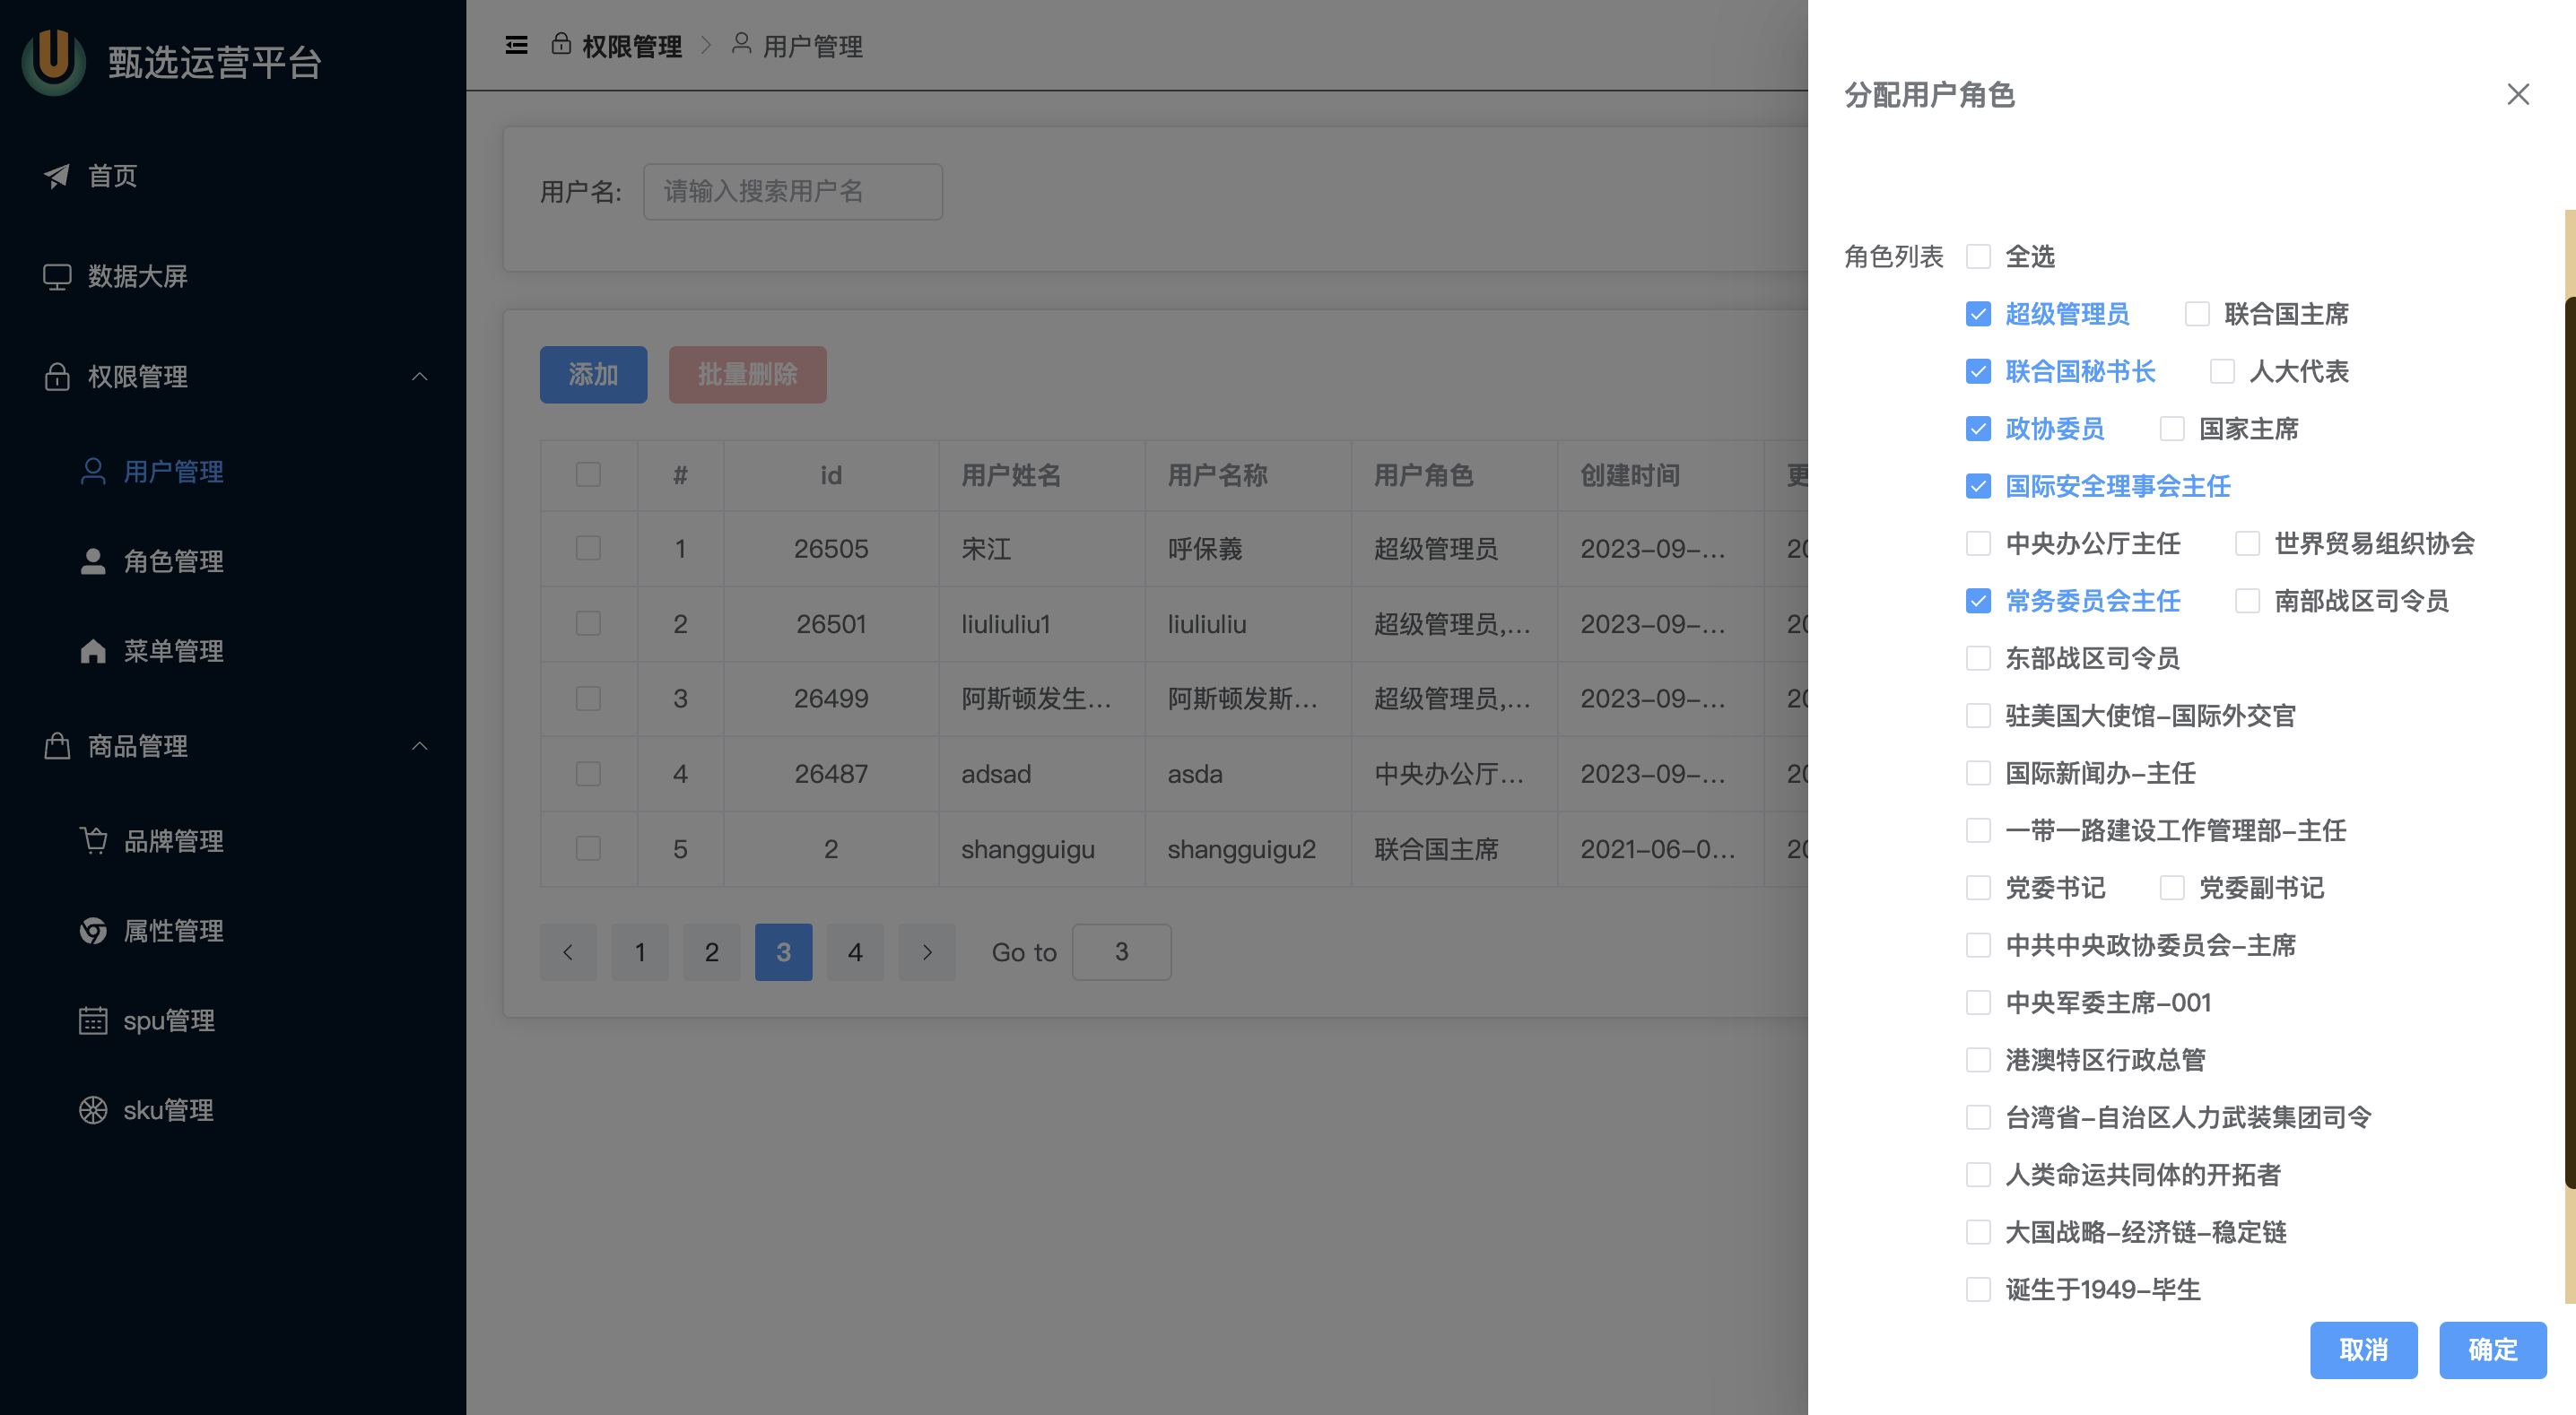 甄选运营平台
首页
数据大屏
权限管理
用户管理
角色管理
菜单管理
商品管理
品牌管理
属性管理
spu管理
sku管理
权限管理 用户管理
用户名: 请输入搜索用户名
添加 批量删除
# id 用户姓名 用户名称 用户角色 创建时间 更
1 26505 宋江 呼保義 超级管理员 2023-09-... 20
2 26501 liuliuliu1 liuliuliu 超级管理员,... 2023-09-... 20
3 26499 阿斯顿发生... 阿斯顿发斯... 超级管理员,... 2023-09-... 20
4 26487 adsad asda 中央办公厅... 2023-09-... 20
5 2 shangguigu shangguigu2 联合国主席 2021-06-0... 20
1 2 3 4 Go to 3
分配用户角色
角色列表 全选
超级管理员 联合国主席
联合国秘书长 人大代表
政协委员 国家主席
国际安全理事会主任
中央办公厅主任 世界贸易组织协会
常务委员会主任 南部战区司令员
东部战区司令员
驻美国大使馆-国际外交官
国际新闻办-主任
一带一路建设工作管理部-主任
党委书记 党委副书记
中共中央政协委员会-主席
中央军委主席-001
港澳特区行政总管
台湾省-自治区人力武装集团司令
人类命运共同体的开拓者
大国战略-经济链-稳定链
诞生于1949-毕生
取消 确定